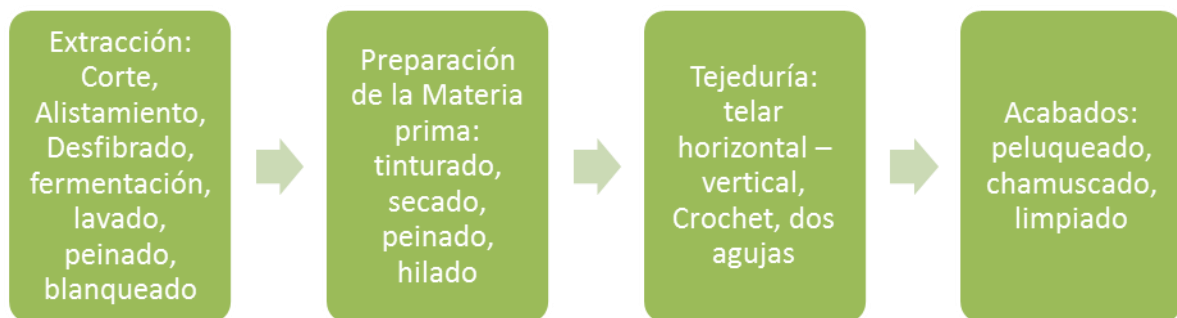 Extracción:
Corte,
Alistamiento,
Desfibrado,
fermentación,
lavado,
peinado,
blanqueado
Preparación
de la Materia
prima:
tinturado,
secado,
peinado,
hilado
Tejeduría:
telar
horizontal –
vertical,
Crochet, dos
agujas
Acabados:
peluqueado,
chamuscado,
limpiado